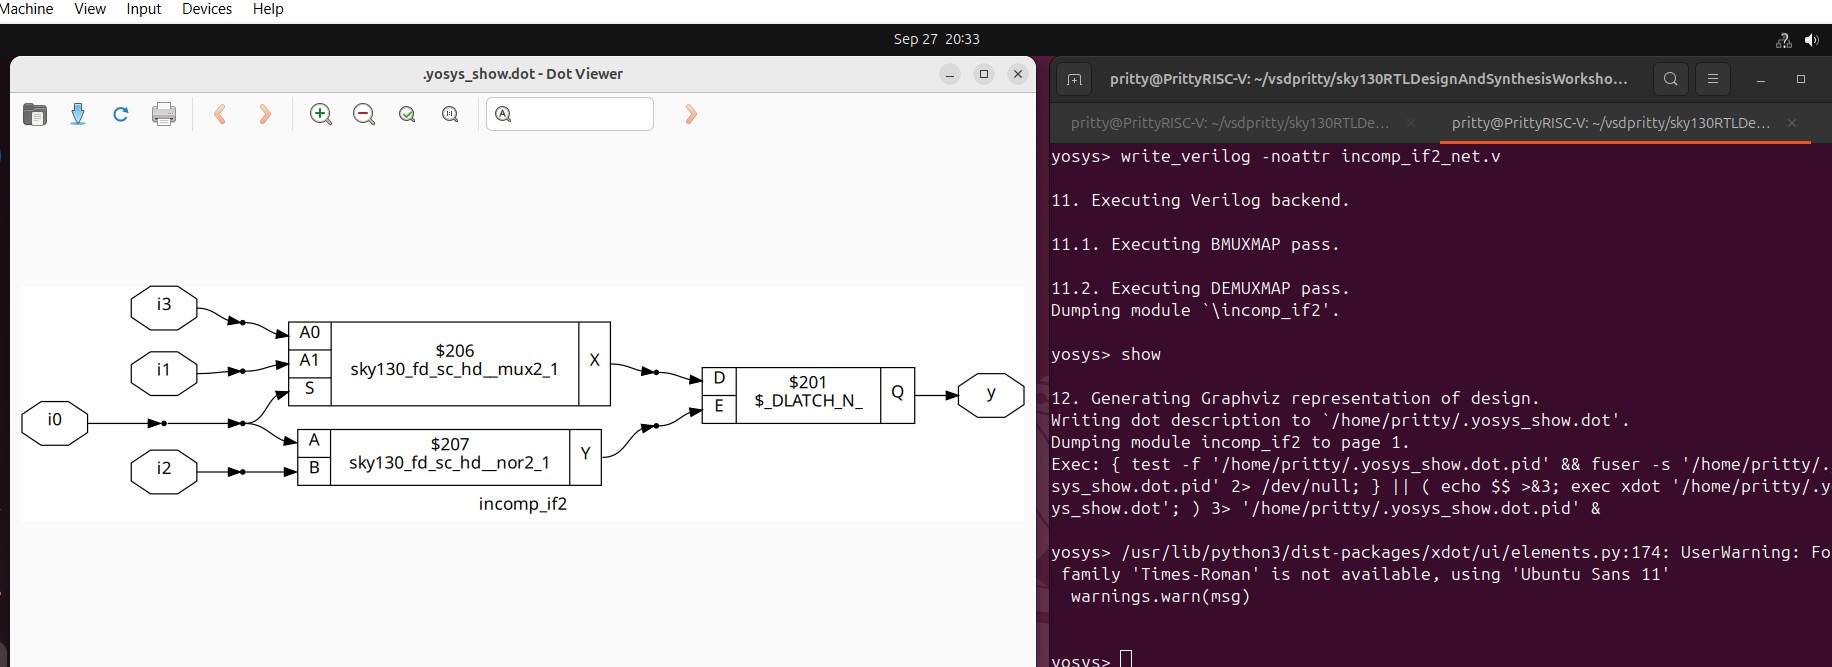 Machine View Input Devices Help
Sep 27 20:33
.yosys_show.dot - Dot Viewer
i3
i1
i0
i2
A0
A1
S
$206
sky130_fd_sc_hd__mux2_1
X
A
B
$207
sky130_fd_sc_hd__nor2_1
Y
D
E
$201
$_DLATCH_N_
Q
y
incomp_if2
pritty@PrittyRISC-V: ~/vsdpritty/sky130RTLDesignAndSynthesisWorksho...
pritty@PrittyRISC-V: ~/vsdpritty/sky130RTLDe... pritty@PrittyRISC-V: ~/vsdpritty/sky130RTLDe...
yosys> write_verilog -noattr incomp_if2_net.v
11. Executing Verilog backend.
11.1. Executing BMUXMAP pass.
11.2. Executing DEMUXMAP pass.
Dumping module `\incomp_if2'.
yosys> show
12. Generating Graphviz representation of design.
Writing dot description to `/home/pritty/.yosys_show.dot'.
Dumping module incomp_if2 to page 1.
Exec: { test -f '/home/pritty/.yosys_show.dot.pid' && fuser -s '/home/pritty/.
sys_show.dot.pid' 2> /dev/null; } || ( echo $$ >&3; exec xdot '/home/pritty/.y
ys_show.dot'; ) 3> '/home/pritty/.yosys_show.dot.pid' &
yosys> /usr/lib/python3/dist-packages/xdot/ui/elements.py:174: UserWarning: Fo
family 'Times-Roman' is not available, using 'Ubuntu Sans 11'
warnings.warn(msg)
yosys>